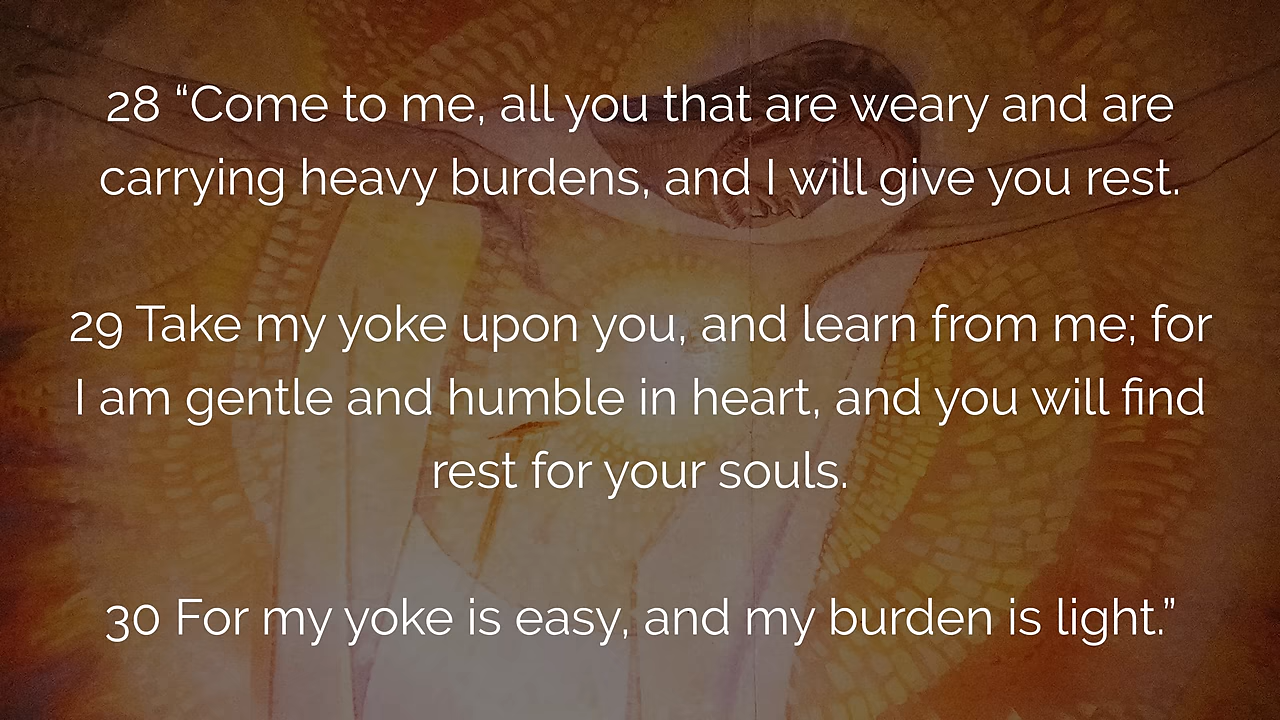 28 “Come to me, all you that are weary and are
carrying heavy burdens, and I will give you rest.
29 Take my yoke upon you, and learn from me; for
I am gentle and humble in heart, and you will find
rest for your souls.
30 For my yoke is easy, and my burden is light.”